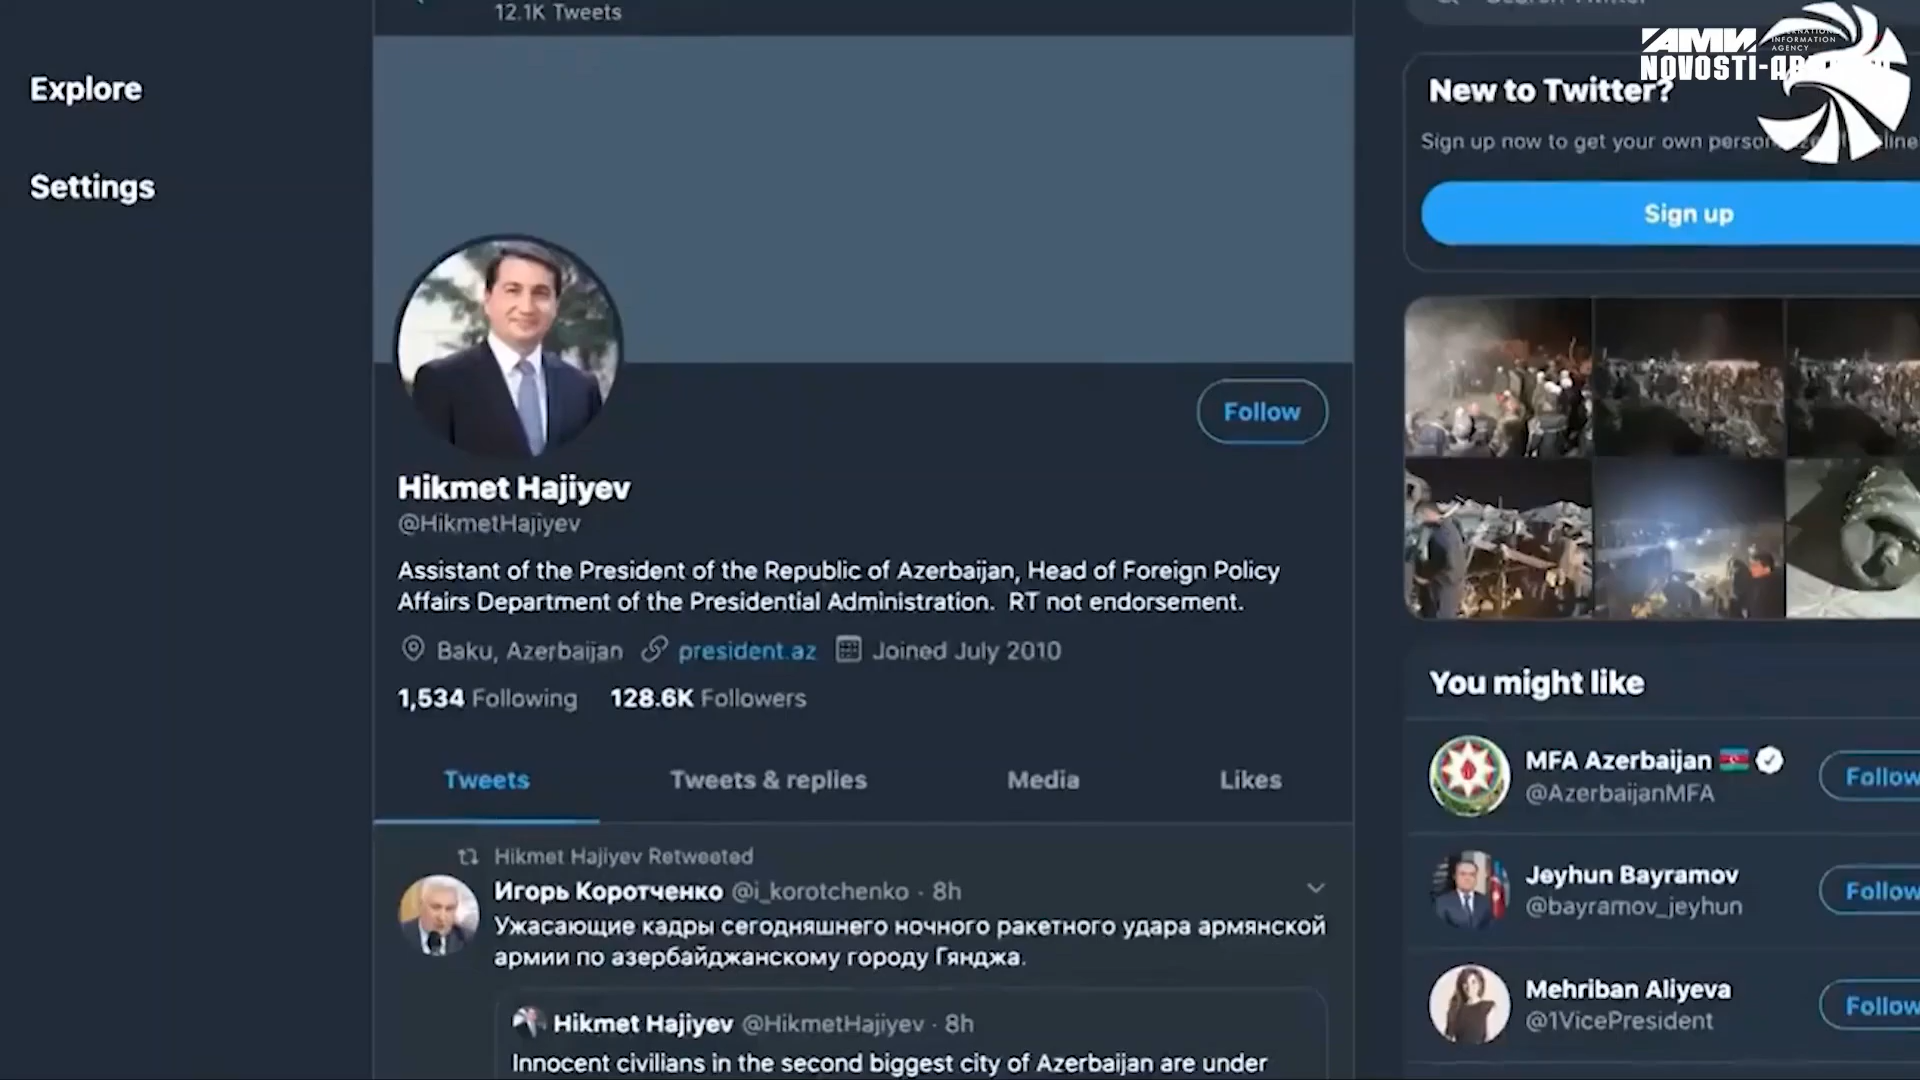 12.1K Tweets
Explore
Settings
АМИ
INFORMATION
AGENCY
NOVOSTI-
New to Twitter?
Sign up now to get your own
Sign up
Follow
Hikmet Hajiyev
@HikmetHajiyev
Assistant of the President of the Republic of Azerbaijan, Head of Foreign Policy
Affairs Department of the Presidential Administration. RT not endorsement.
Baku, Azerbaijan president.az Joined July 2010
1,534 Following 128.6K Followers
Tweets Tweets & replies Media Likes
Hikmet Hajiyev Retweeted
Игорь Коротченко @i_korotchenko · 8h
Ужасающие кадры сегодняшнего ночного ракетного удара армянской
армии по азербайджанскому городу Гянджа.
Hikmet Hajiyev @HikmetHajiyev · 8h
Innocent civilians in the second biggest city of Azerbaijan are under
You might like
MFA Azerbaijan
@AzerbaijanMFA
Follow
Jeyhun Bayramov
@bayramov_jeyhun
Follow
Mehriban Aliyeva
@1VicePresident
Follow